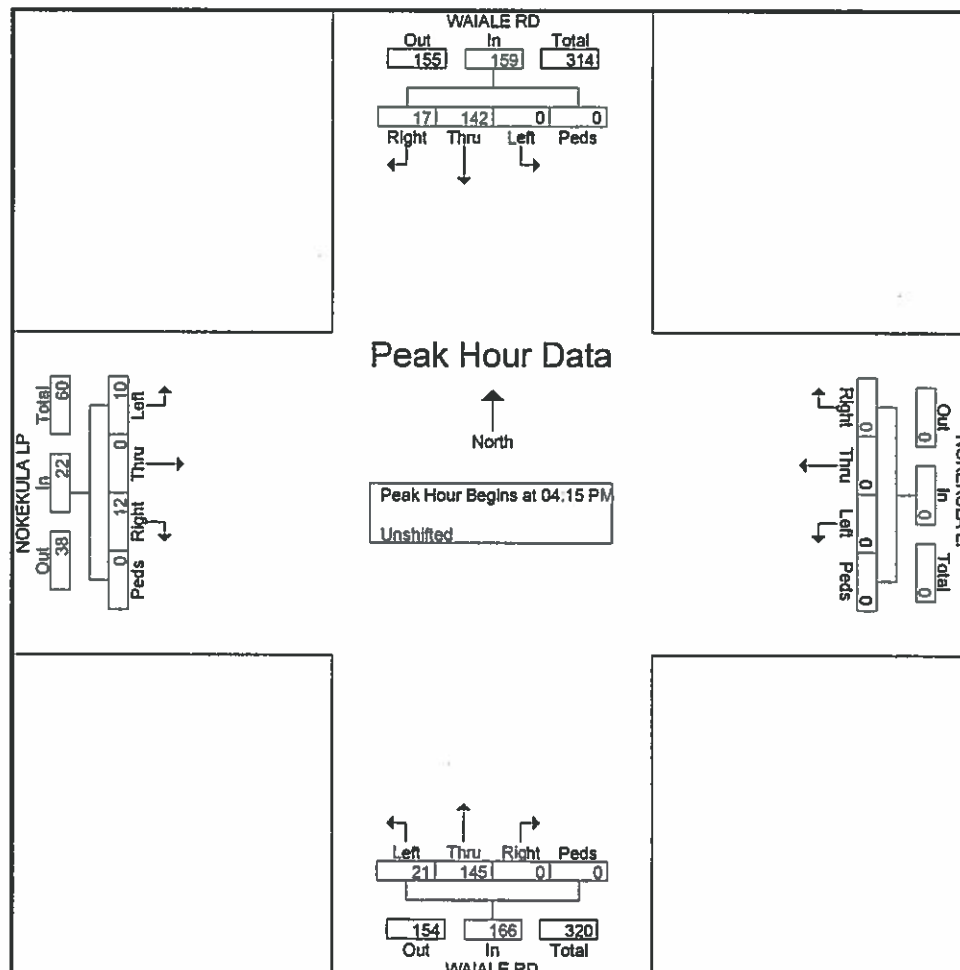 WAIALE RD
Out In Total
155 159 314
17 142 0 0
Right Thru Left Peds
Peak Hour Data
North
Peak Hour Begins at 04:15 PM
Unshifted
NOKEKULA LP
Total In Out
60 22 38
10 0 12 0
Left Thru Right Peds
Right Thru Left Peds
0 0 0 0
Out In Total
0 0 0
Left Thru Right Peds
21 145 0 0
154 166 320
Out In Total
WAIALE RD